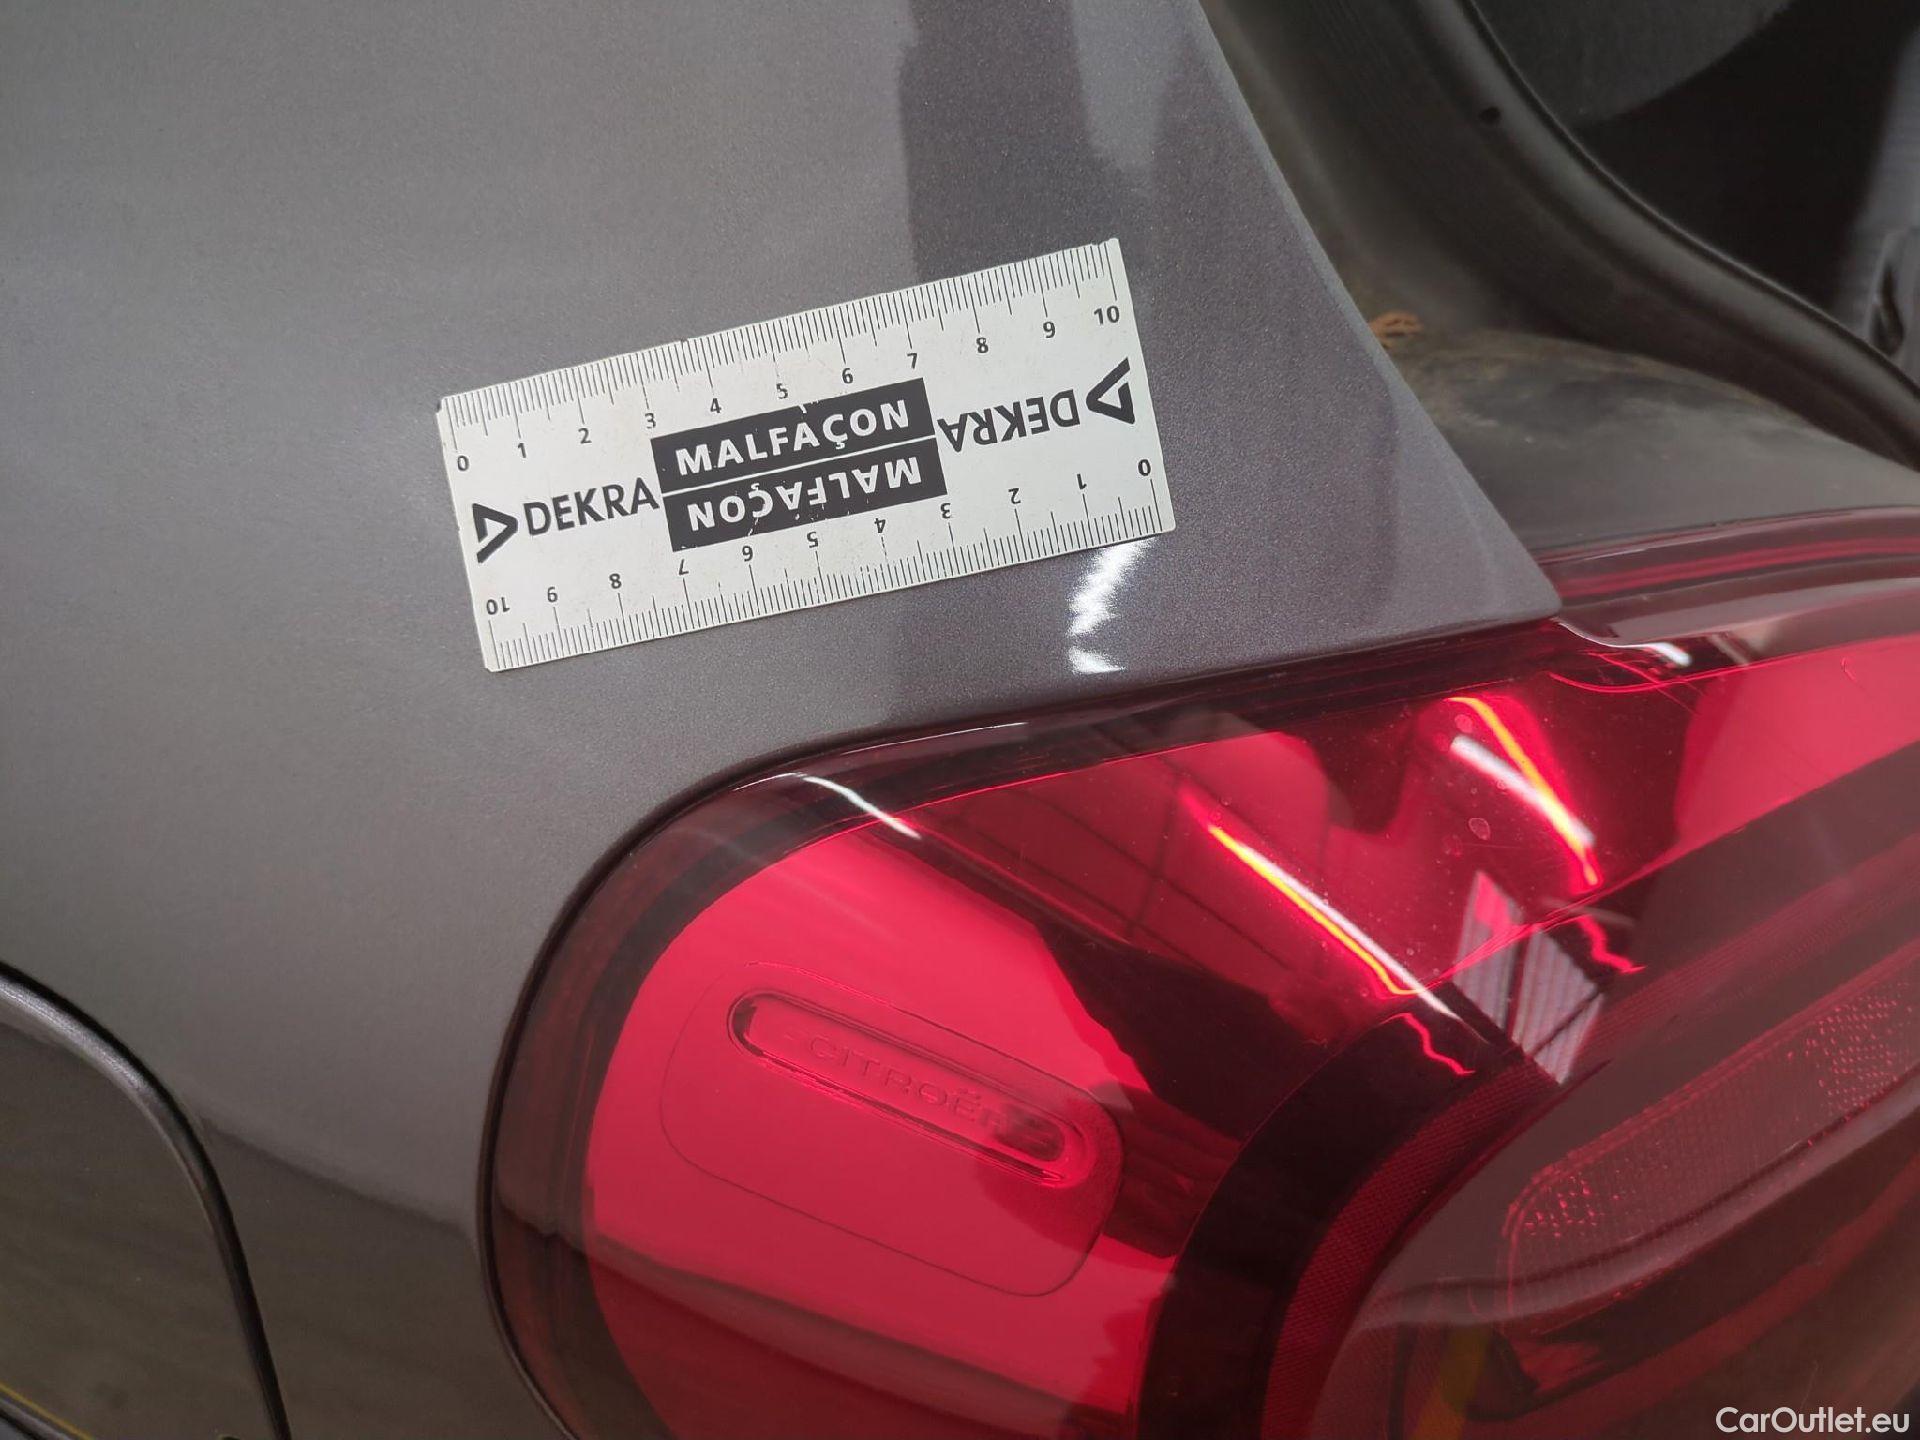 0 1 2 3 4 5 6 7 8 9 10
DEKRA MALFAÇON DEKRA
MALFAÇON
10 9 8 7 6 5 4 3 2 1 0
CITROËN
CarOutlet.eu